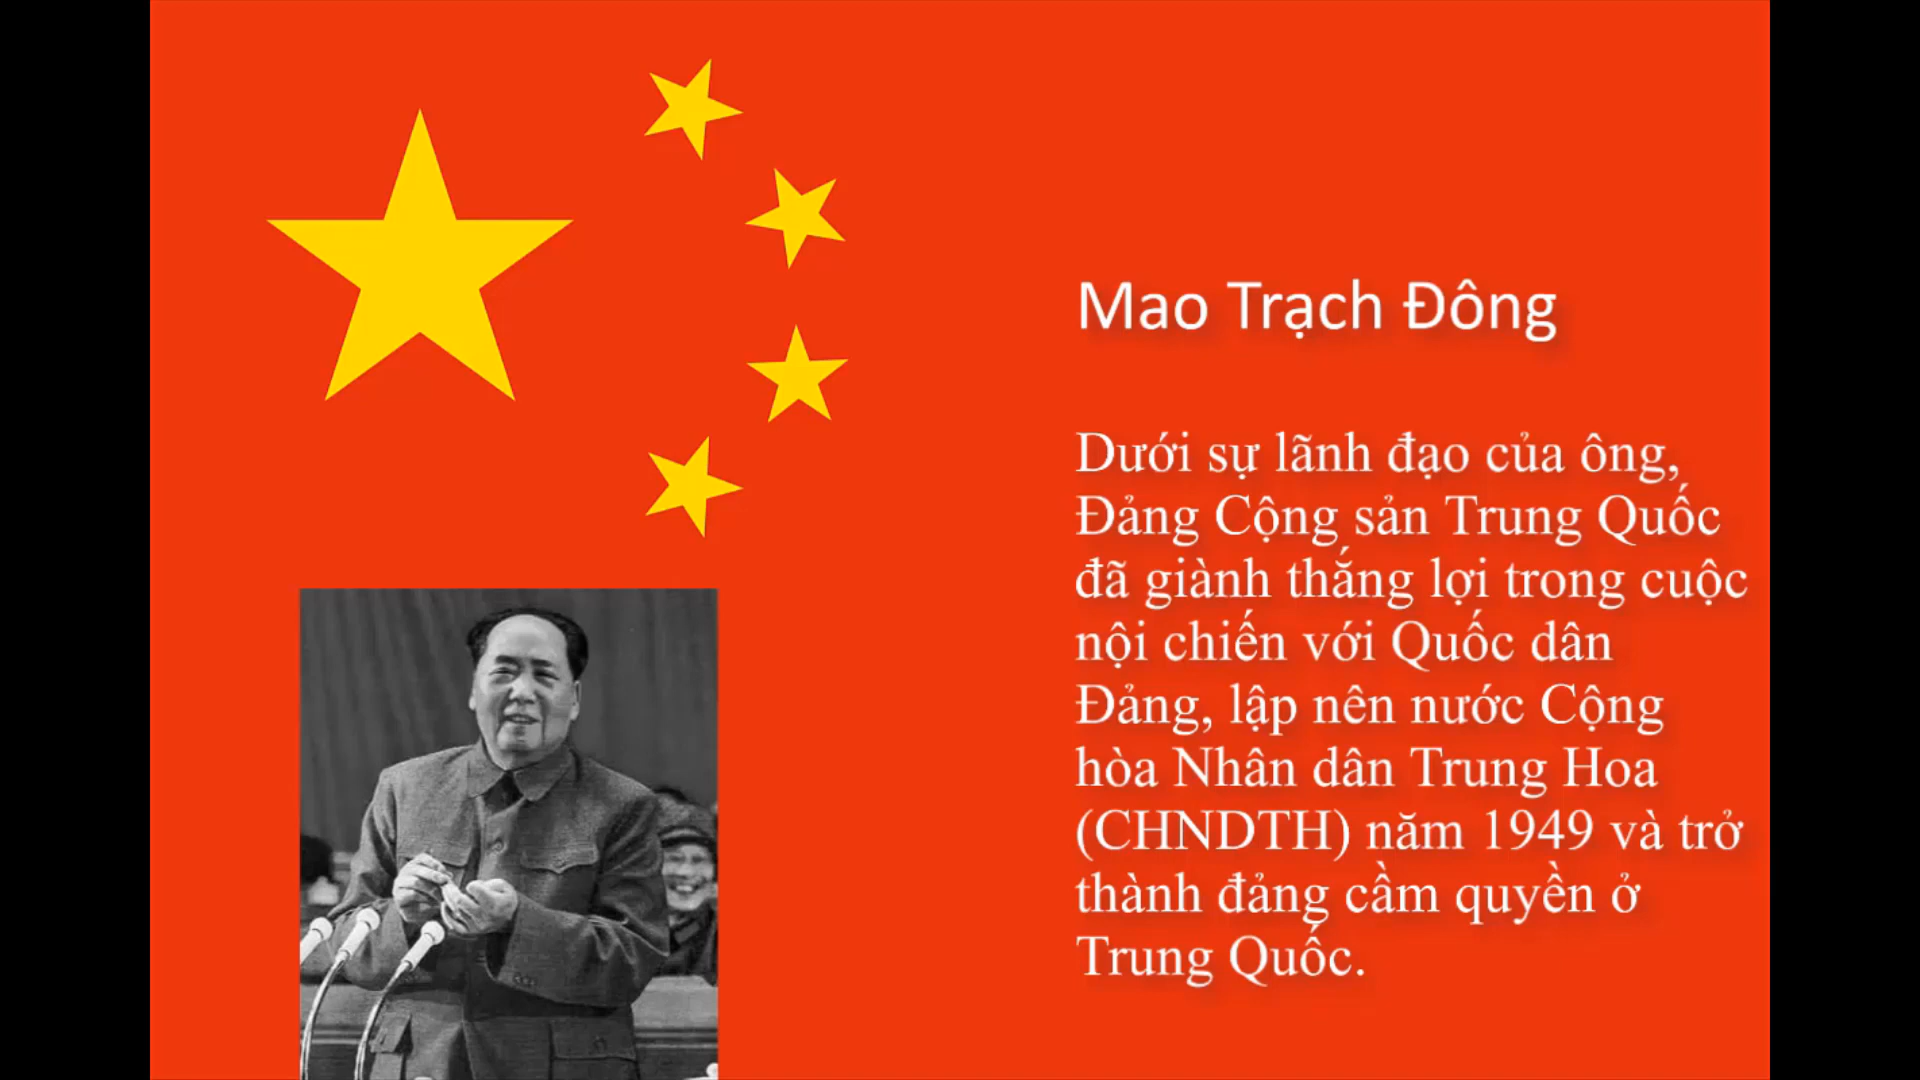 Mao Trạch Đông
Dưới sự lãnh đạo của ông,
Đảng Cộng sản Trung Quốc
đã giành thắng lợi trong cuộc
nội chiến với Quốc dân
Đảng, lập nên nước Cộng
hòa Nhân dân Trung Hoa
(CHNDTH) năm 1949 và trở
thành đảng cầm quyền ở
Trung Quốc.